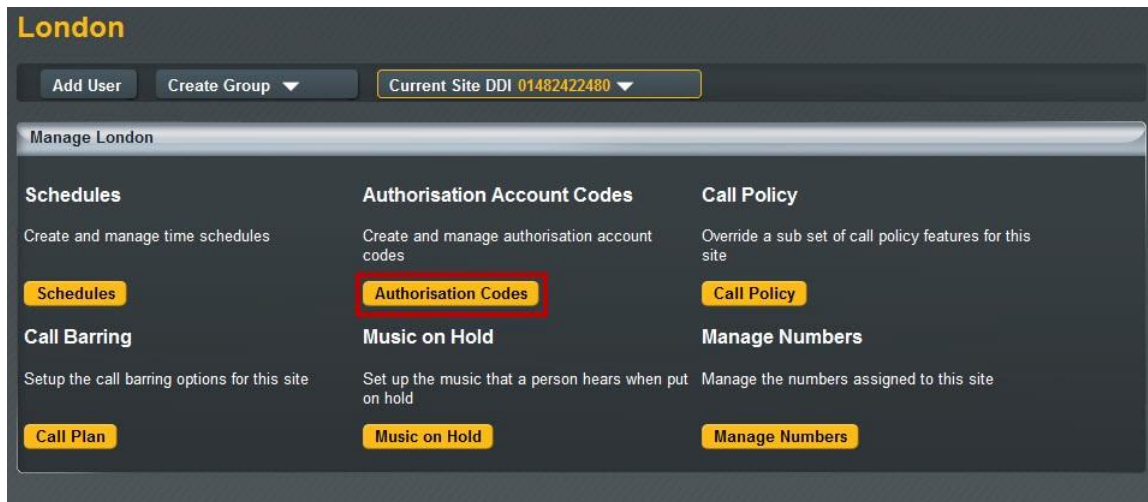 London
Add User
Create Group
Current Site DDI 01482422480
Manage London
Schedules
Create and manage time schedules
Schedules
Authorisation Account Codes
Create and manage authorisation account
codes
Authorisation Codes
Call Policy
Override a sub set of call policy features for this
site
Call Policy
Call Barring
Setup the call barring options for this site
Call Plan
Music on Hold
Set up the music that a person hears when put
on hold
Music on Hold
Manage Numbers
Manage the numbers assigned to this site
Manage Numbers